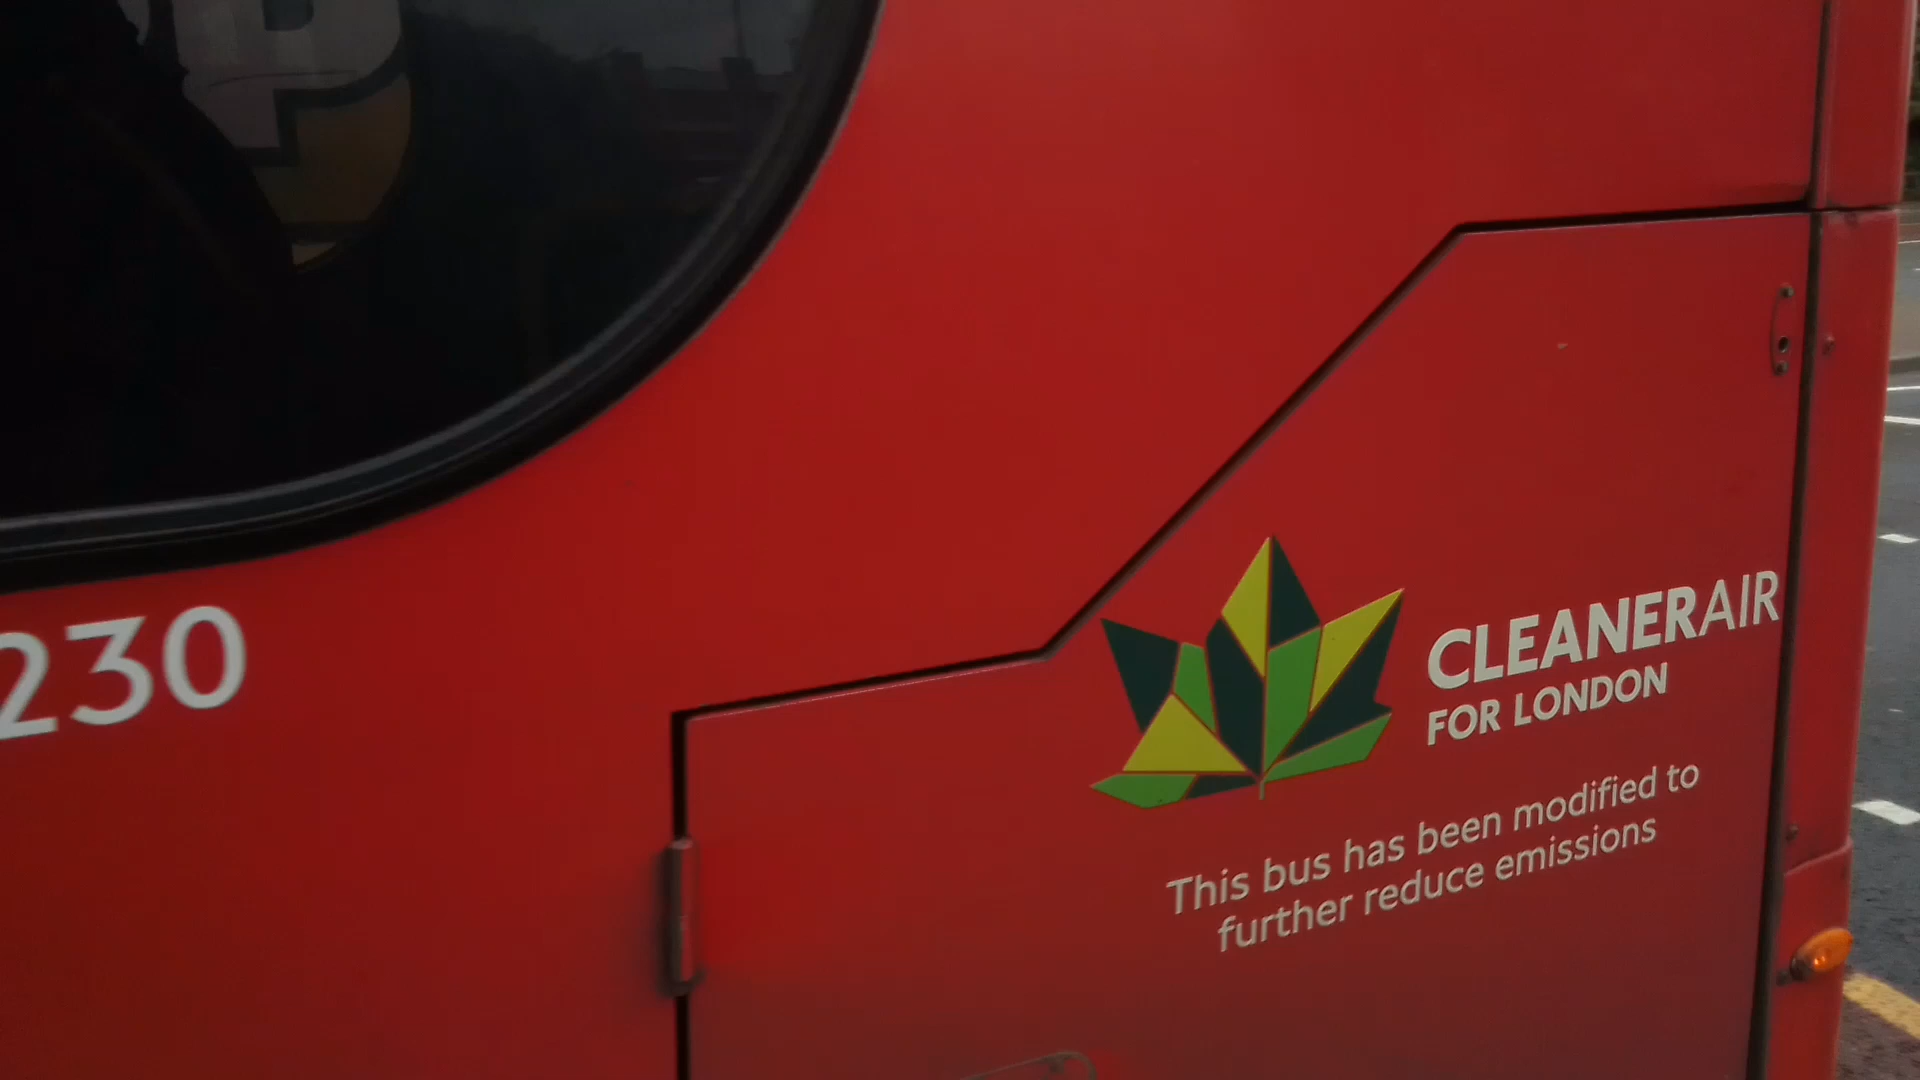 P
230
CLEANERAIR
FOR LONDON
This bus has been modified to
further reduce emissions